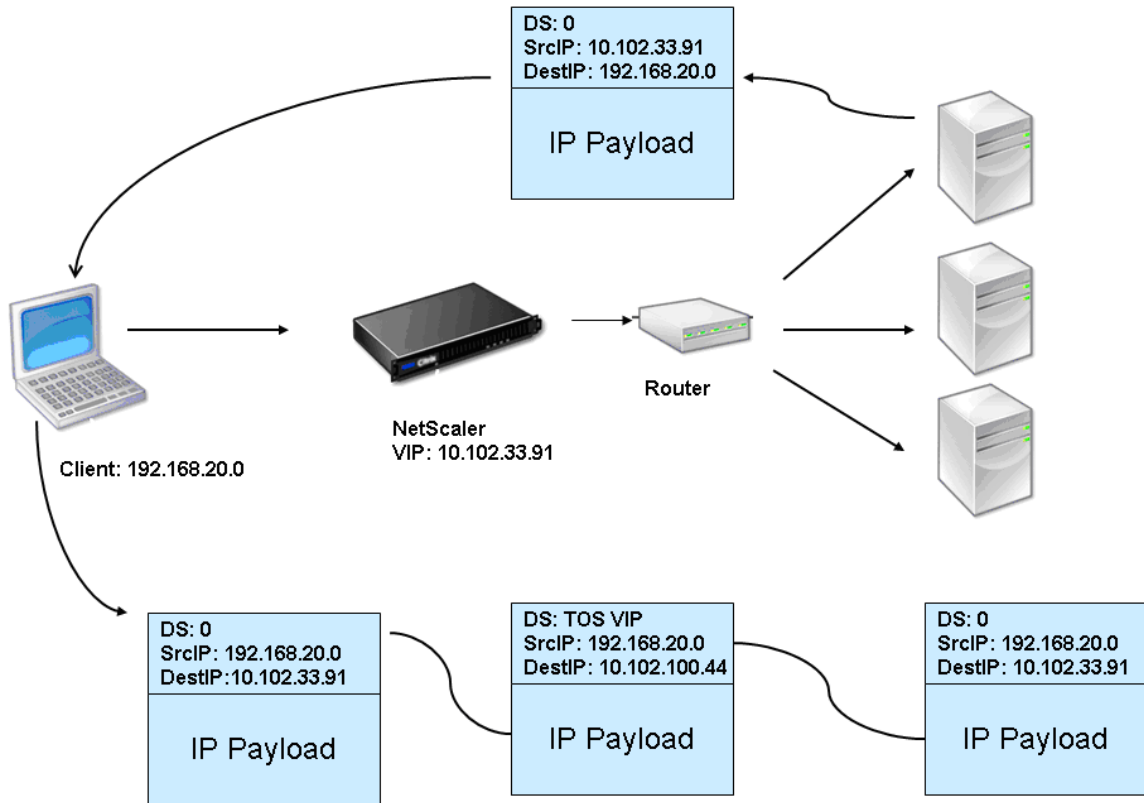 DS: 0
SrcIP: 10.102.33.91
DestIP: 192.168.20.0
IP Payload
Router
NetScaler
VIP: 10.102.33.91
Client: 192.168.20.0
DS: 0
SrcIP: 192.168.20.0
DestIP:10.102.33.91
IP Payload
DS: TOS VIP
SrcIP: 192.168.20.0
DestIP: 10.102.100.44
IP Payload
DS: 0
SrcIP: 192.168.20.0
DestIP: 10.102.33.91
IP Payload